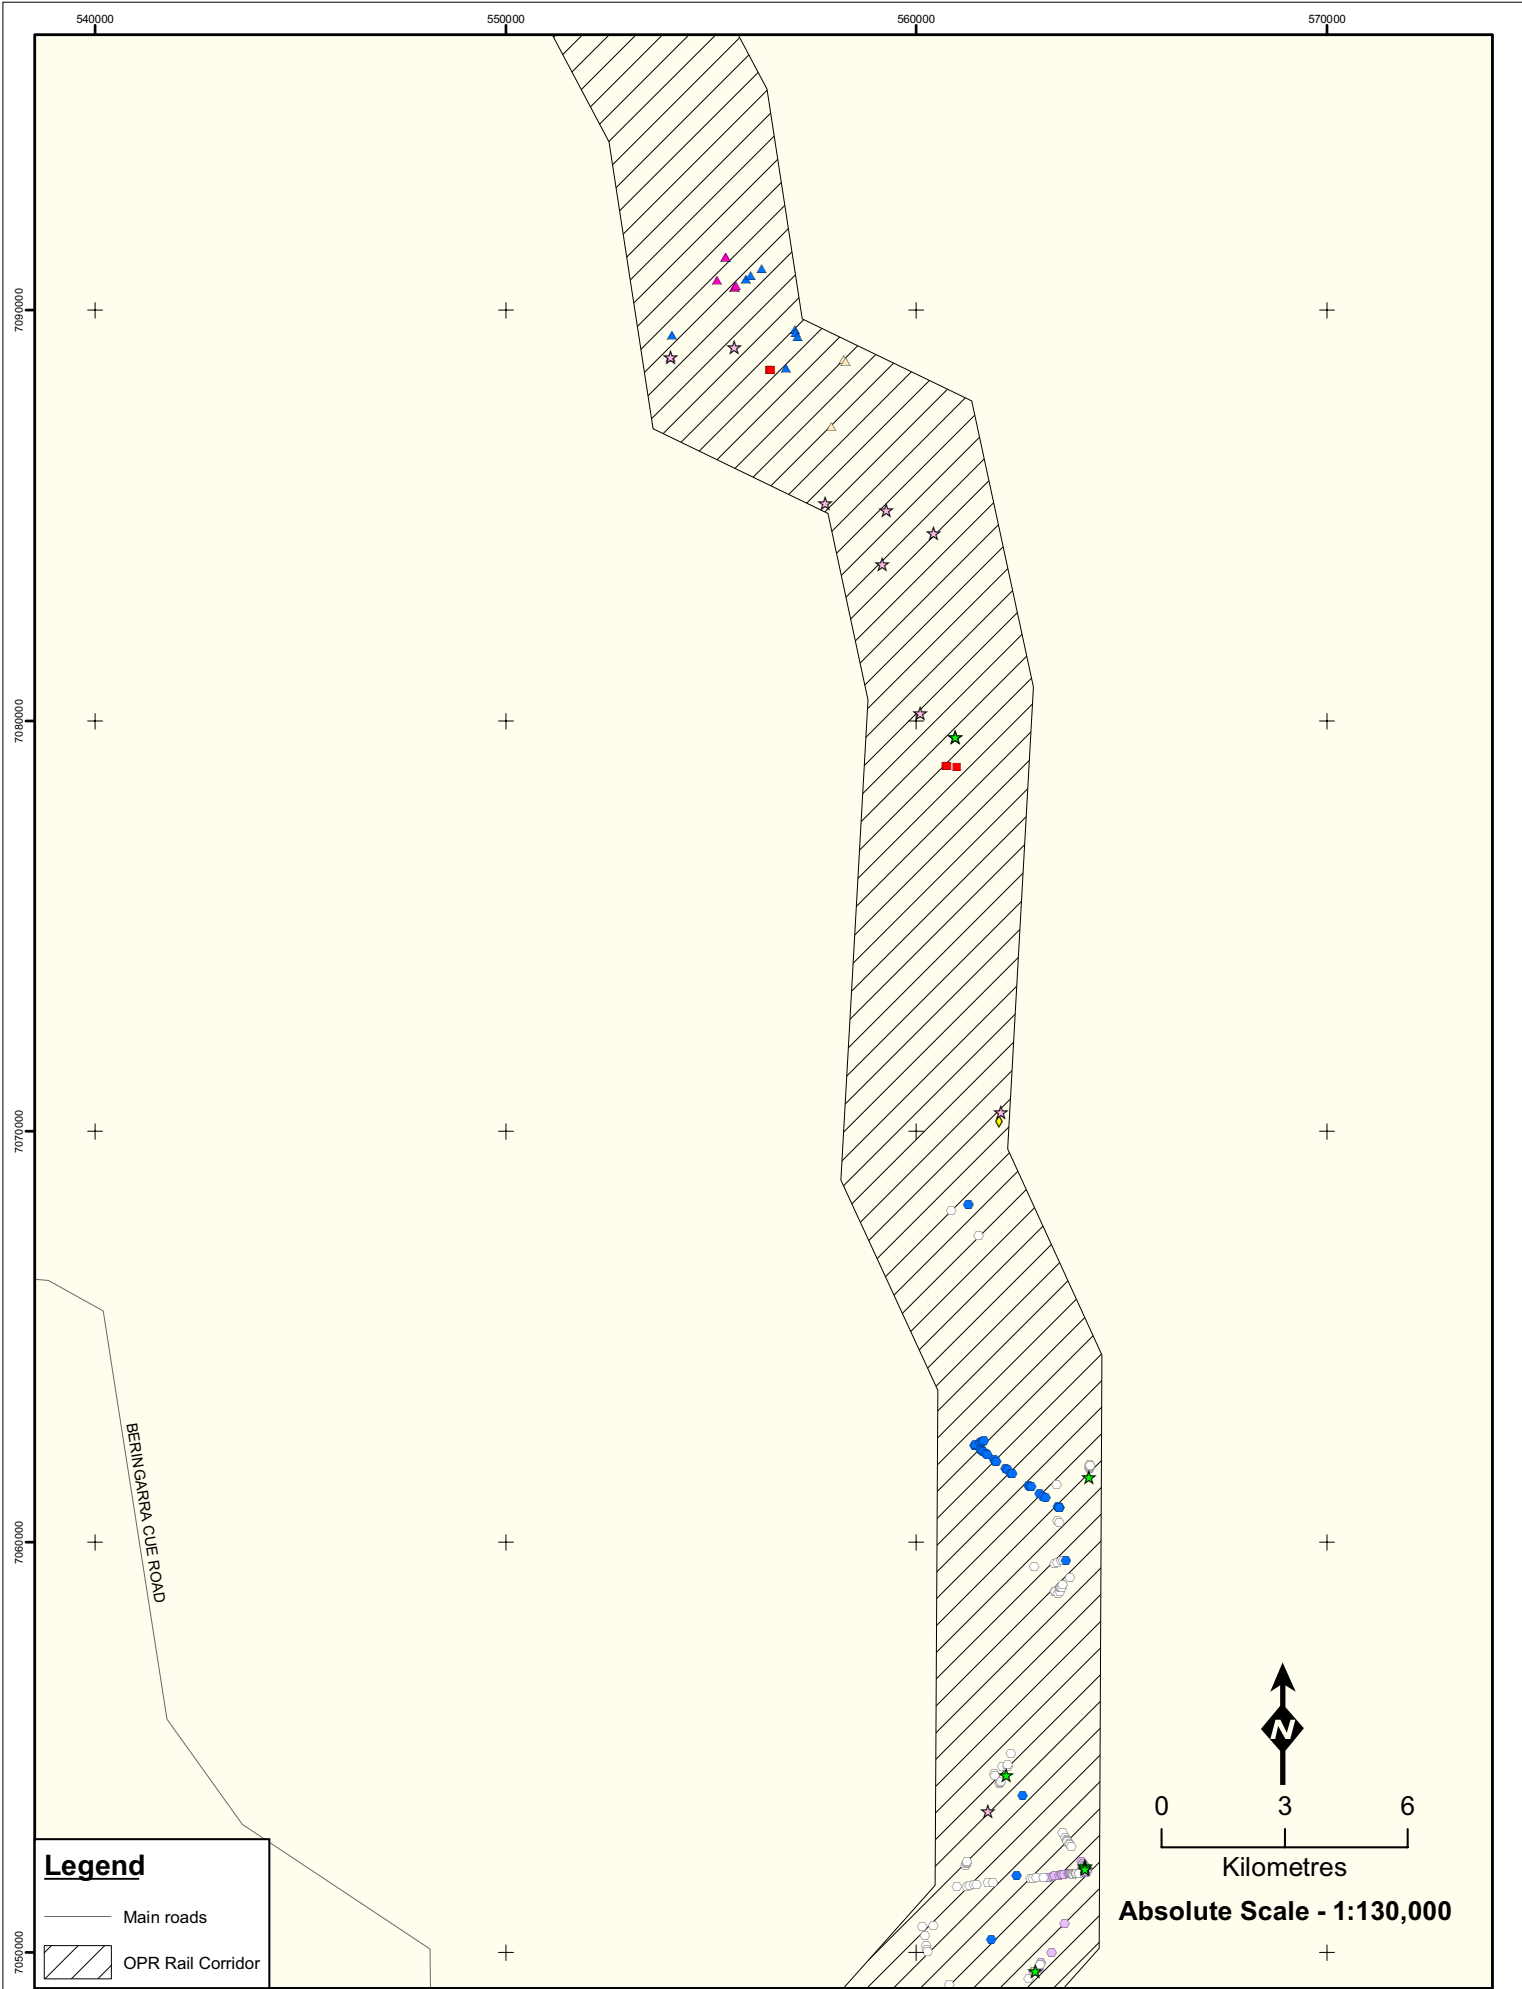 540000
550000
560000
570000
7090000
7080000
7070000
7060000
7050000
BERINGARRA CUE ROAD
N
0 3 6
Kilometres
Absolute Scale - 1:130,000
Legend
Main roads
OPR Rail Corridor